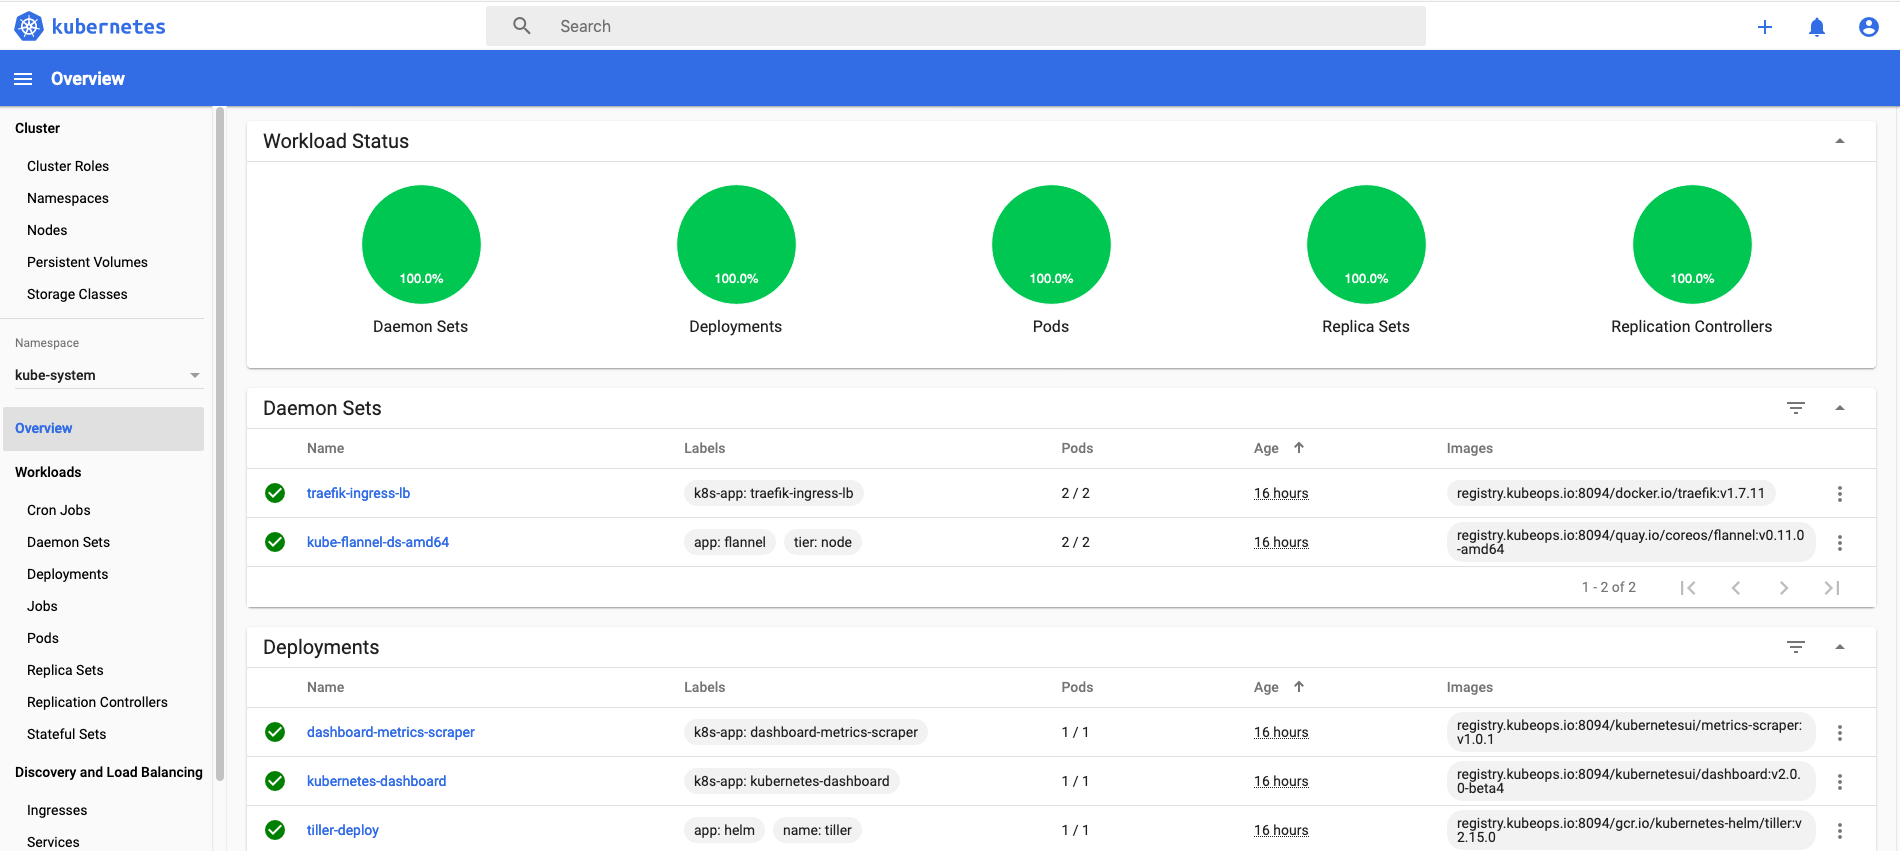 kubernetes
Search
Overview
Cluster
Cluster Roles
Namespaces
Nodes
Persistent Volumes
Storage Classes
Namespace
kube-system
Overview
Workloads
Cron Jobs
Daemon Sets
Deployments
Jobs
Pods
Replica Sets
Replication Controllers
Stateful Sets
Discovery and Load Balancing
Ingresses
Services
Workload Status
100.0% 100.0% 100.0% 100.0% 100.0%
Daemon Sets Deployments Pods Replica Sets Replication Controllers
Daemon Sets
Name Labels Pods Age Images
traefik-ingress-lb k8s-app: traefik-ingress-lb 2 / 2 16 hours registry.kubeops.io:8094/docker.io/traefik:v1.7.11
kube-flannel-ds-amd64 app: flannel tier: node 2 / 2 16 hours registry.kubeops.io:8094/quay.io/coreos/flannel:v0.11.0
-amd64
1 - 2 of 2
Deployments
Name Labels Pods Age Images
dashboard-metrics-scraper k8s-app: dashboard-metrics-scraper 1 / 1 16 hours registry.kubeops.io:8094/kubernetesui/metrics-scraper:
v1.0.1
kubernetes-dashboard k8s-app: kubernetes-dashboard 1 / 1 16 hours registry.kubeops.io:8094/kubernetesui/dashboard:v2.0.
0-beta4
tiller-deploy app: helm name: tiller 1 / 1 16 hours registry.kubeops.io:8094/gcr.io/kubernetes-helm/tiller:v
2.15.0